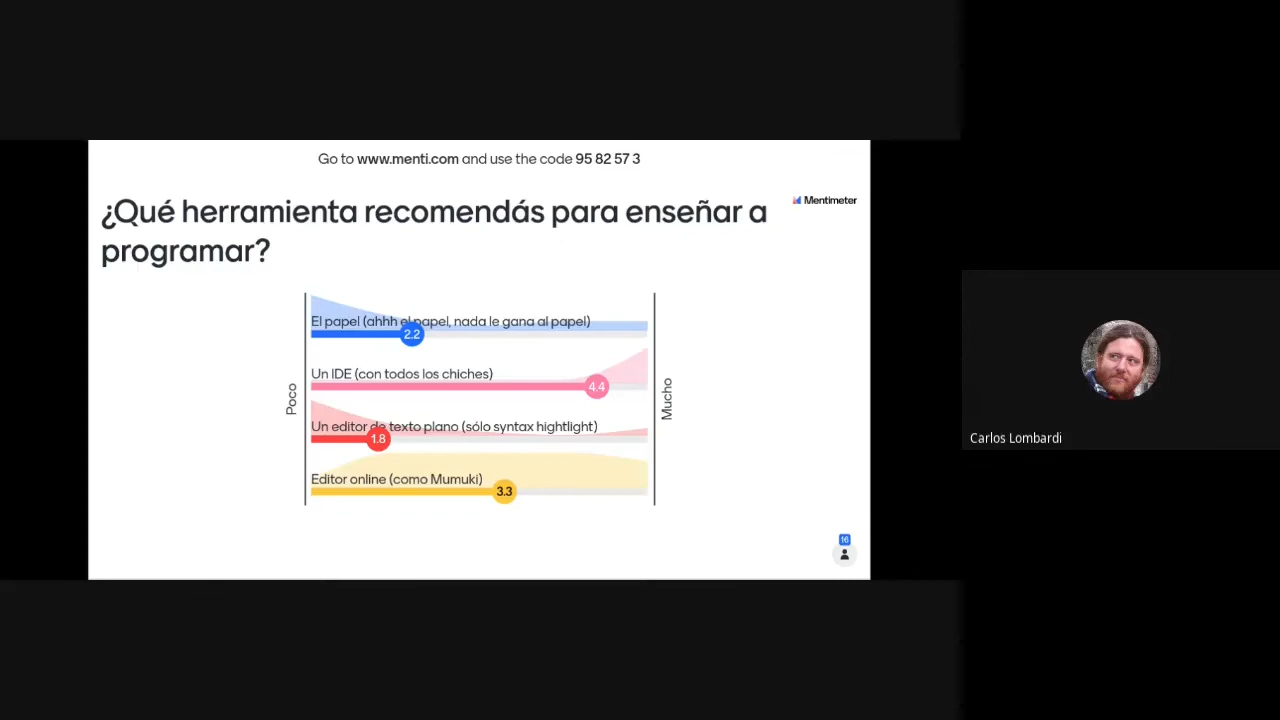 Go to www.menti.com and use the code 95 82 57 3
¿Qué herramienta recomendás para enseñar a
programar?
Mentimeter
El papel (ahhh el papel, nada le gana al papel)
2.2
Un IDE (con todos los chiches)
4.4
Un editor de texto plano (sólo syntax hightlight)
1.8
Editor online (como Mumuki)
3.3
Poco
Mucho
16
Carlos Lombardi